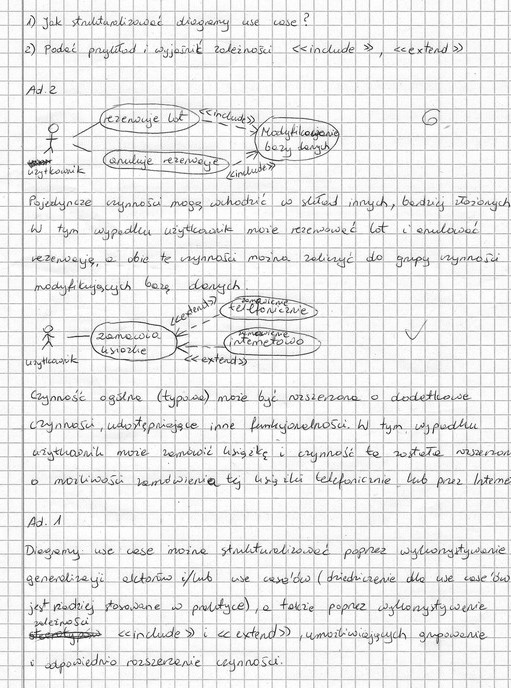 1) Jak strukturalizować diagramy use case?
2) Podać przykład i wyjaśnić zależności <<include>>, <<extend>>
Ad. 2
rezerwuje lot
<<include>>
Modyfikowanie
bazy danych
6
anuluje rezerwację
<<include>>
użytkownik
Pojedyncze czynności mogą wchodzić w skład innych, bardziej złożonych
W tym wypadku użytkownik może rezerwować lot i anulować
rezerwację, a obie te czynności można zaliczyć do grupy czynności
modyfikujących bazę danych.
<<extend>>
zamówienie
telefonicznie
zamawia
książkę
zamówienie
internetowo
użytkownik
<<extend>>
Czynność ogólna (typowa) może być rozszerzona o dodatkowe
czynności, udostępniające inne funkcjonalności. W tym wypadku
użytkownik może zamówić książkę i czynność ta została rozszerzon
o możliwości zamówienia tej książki telefonicznie lub przez Interne
Ad. 1
Diagramy use case można strukturalizować poprzez wykorzystywanie
generalizacji aktorów i/lub use case'ów (dziedziczenie dla use case'ów
jest rzadziej stosowane w praktyce), a także poprzez wykorzystywanie
zależności
<<include>> i <<extend>>, umożliwiających grupowanie
i odpowiednio rozszerzanie czynności.